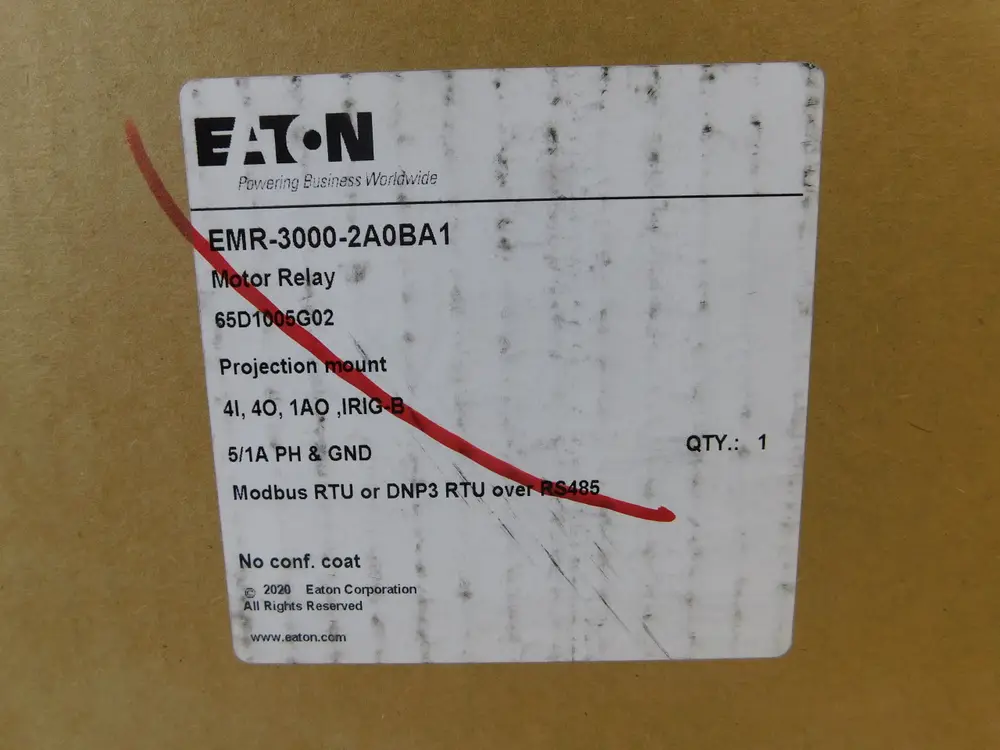 EATON
Powering Business Worldwide
EMR-3000-2A0BA1
Motor Relay
65D1005G02
Projection mount
4I, 4O, 1AO ,IRIG-B
5/1A PH & GND
QTY.: 1
Modbus RTU or DNP3 RTU over RS485
No conf. coat
© 2020 Eaton Corporation
All Rights Reserved
www.eaton.com